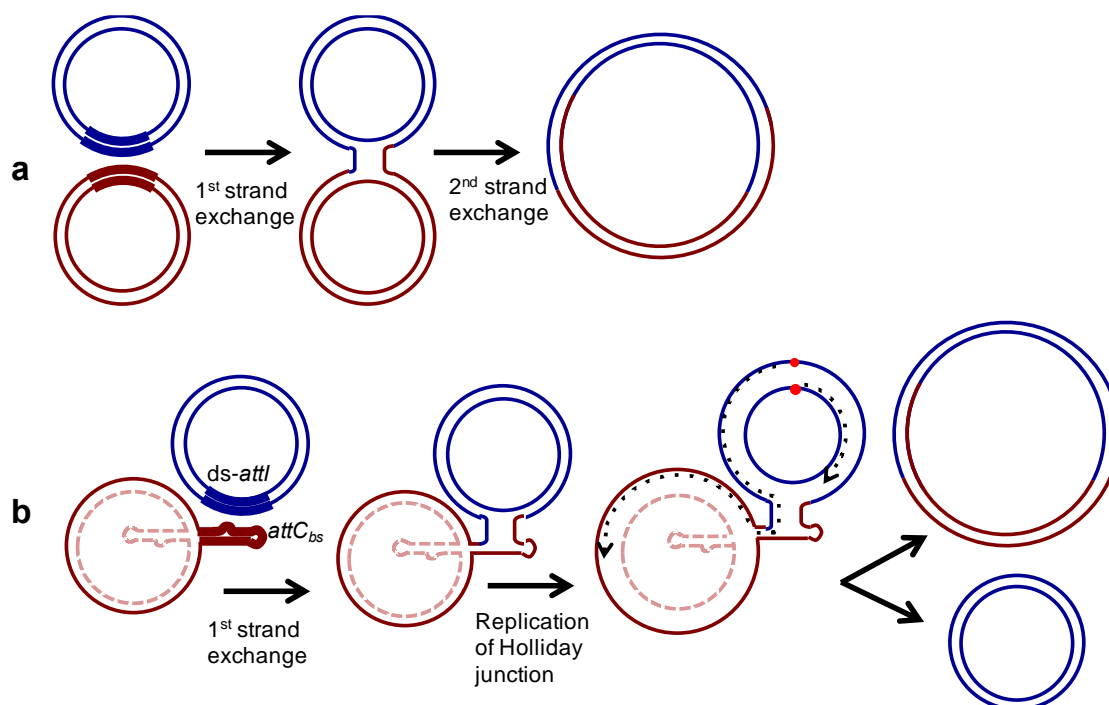 a
1st strand
exchange
2nd strand
exchange
b
ds-attI
attCbs
1st strand
exchange
Replication
of Holliday
junction